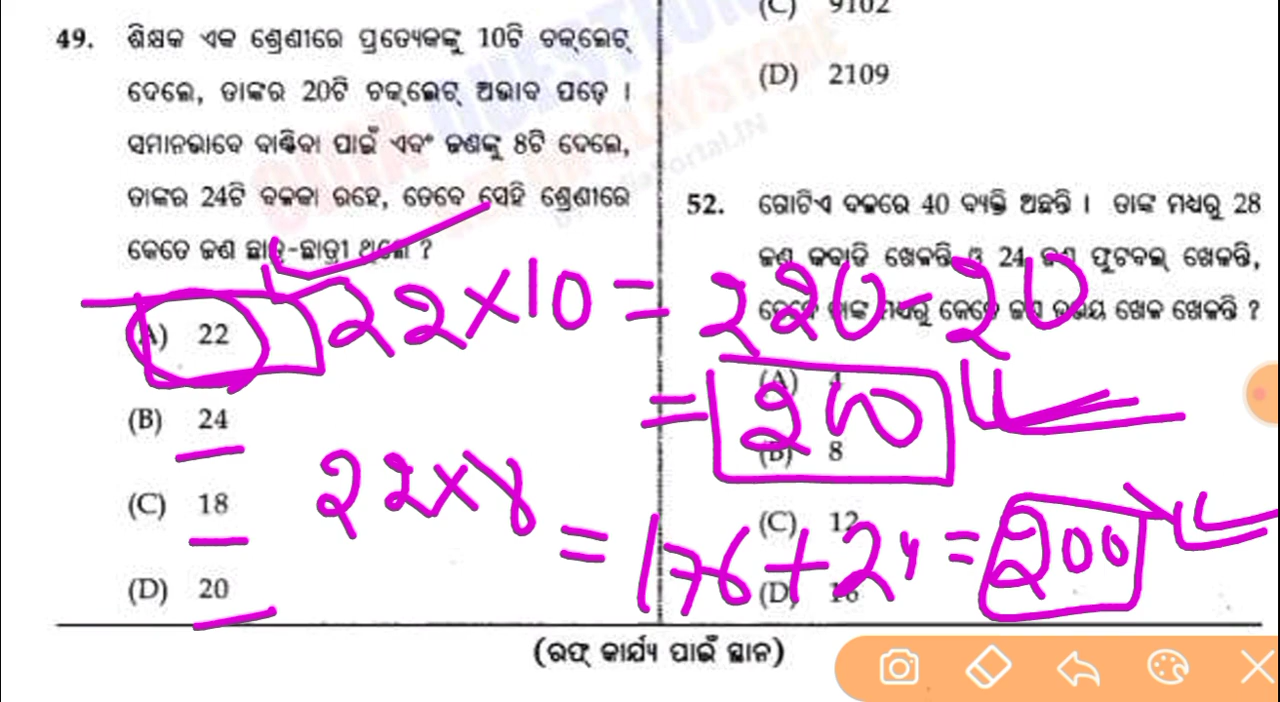 (C) 9102
49. ଶିକ୍ଷକ ଏକ ଶ୍ରେଣୀରେ ପ୍ରତ୍ୟେକଙ୍କୁ 10ଟି ଚକ୍‌ଲେଟ୍
ଦେଲେ, ତାଙ୍କର 20ଟି ଚକ୍‌ଲେଟ୍ ଅଭାବ ପଡ଼େ ।
ସମାନଭାବେ ବାଣ୍ଟିବା ପାଇଁ ଏବଂ ଜଣଙ୍କୁ 8ଟି ଦେଲେ,
ତାଙ୍କର 24ଟି ବଳକା ରହେ, ତେବେ ସେହି ଶ୍ରେଣୀରେ
କେତେ ଜଣ ଛାତ୍ର-ଛାତ୍ରୀ ଥିଲେ ?
(A) 22
(B) 24
(C) 18
(D) 20
22×10 = 220-20
= 200
22×8
= 176+24 = 200
(D) 2109
52. ଗୋଟିଏ ଦଳରେ 40 ବ୍ୟକ୍ତି ଅଛନ୍ତି । ତାଙ୍କ ମଧ୍ୟରୁ 28
ଜଣ କବାଡି ଖେଳନ୍ତି ଓ 24 ଜଣ ଫୁଟବଲ୍ ଖେଳନ୍ତି,
ତେବେ ତାଙ୍କ ମଧ୍ୟରୁ କେତେ ଜଣ ଉଭୟ ଖେଳ ଖେଳନ୍ତି ?
(A) 4
(B) 8
(C) 12
(D) 16
(ରଫ୍ କାର୍ଯ୍ୟ ପାଇଁ ସ୍ଥାନ)